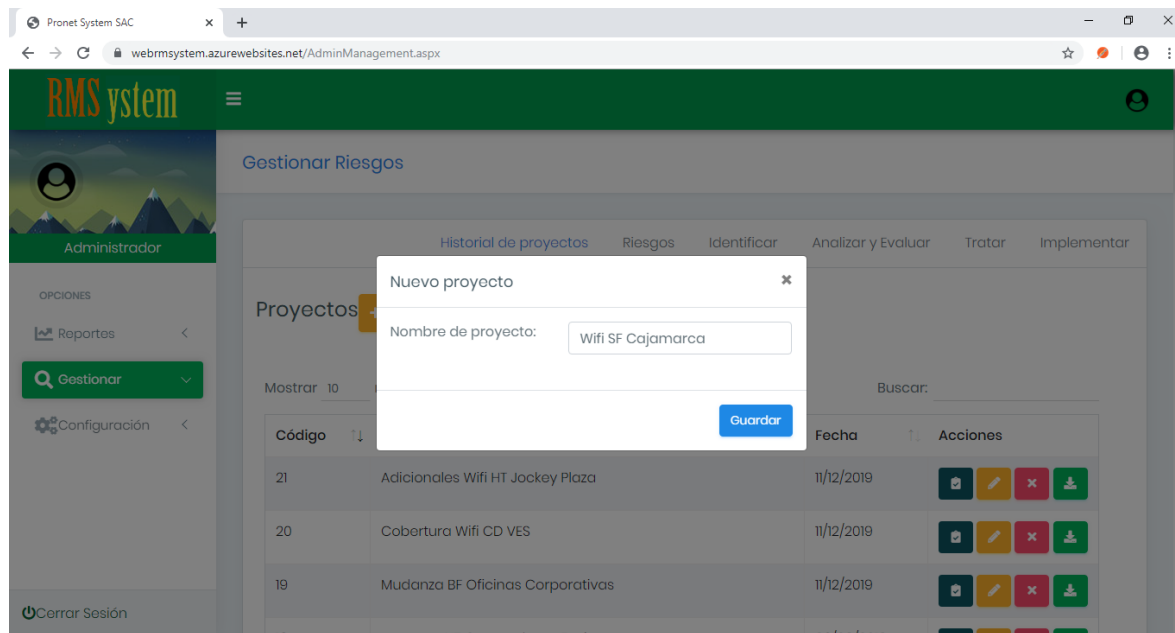 Pronet System SAC
webrmsystem.azurewebsites.net/AdminManagement.aspx
RMSystem
Gestionar Riesgos
Administrador
OPCIONES
Reportes
Gestionar
Configuración
Cerrar Sesión
Historial de proyectos Riesgos Identificar Analizar y Evaluar Tratar Implementar
Proyectos
Nuevo proyecto
Nombre de proyecto: Wifi SF Cajamarca
Guardar
Mostrar 10 Buscar:
Código Fecha Acciones
21 Adicionales Wifi HT Jockey Plaza 11/12/2019
20 Cobertura Wifi CD VES 11/12/2019
19 Mudanza BF Oficinas Corporativas 11/12/2019